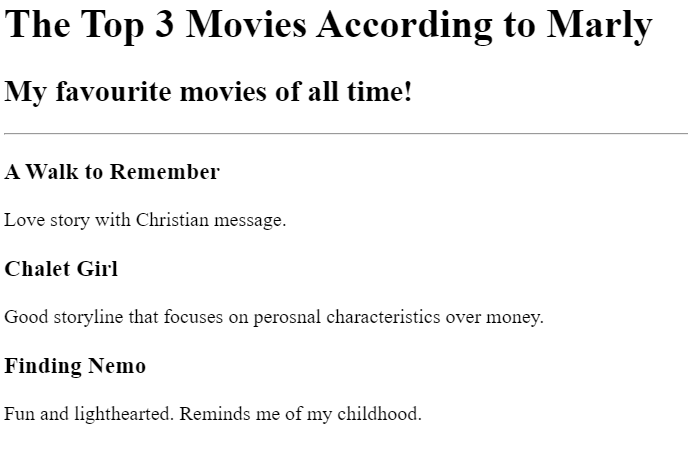 The Top 3 Movies According to Marly
My favourite movies of all time!
A Walk to Remember
Love story with Christian message.
Chalet Girl
Good storyline that focuses on perosnal characteristics over money.
Finding Nemo
Fun and lighthearted. Reminds me of my childhood.